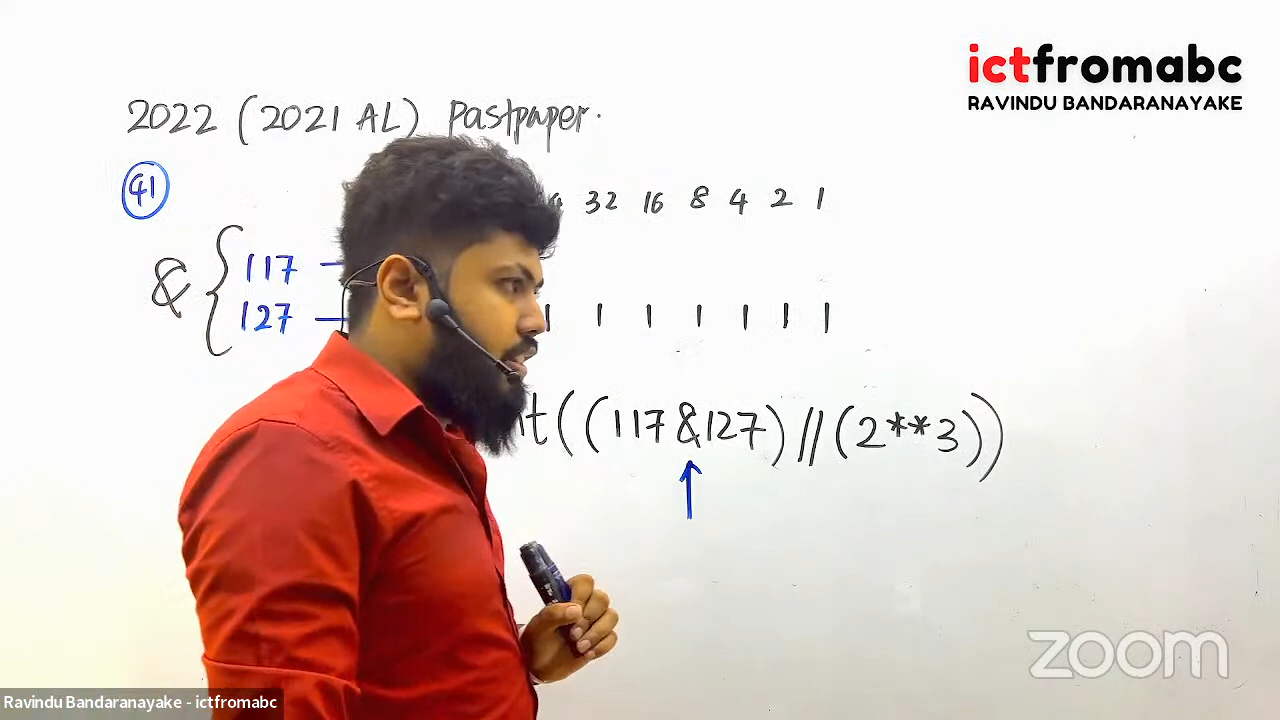 ictfromabc
RAVINDU BANDARANAYAKE
2022 (2021 AL) Pastpaper.
41
32 16 8 4 2 1
& { 117 –
127 – 1 1 1 1 1 1 1
((117 & 127) // (2**3))
zoom
Ravindu Bandaranayake - ictfromabc